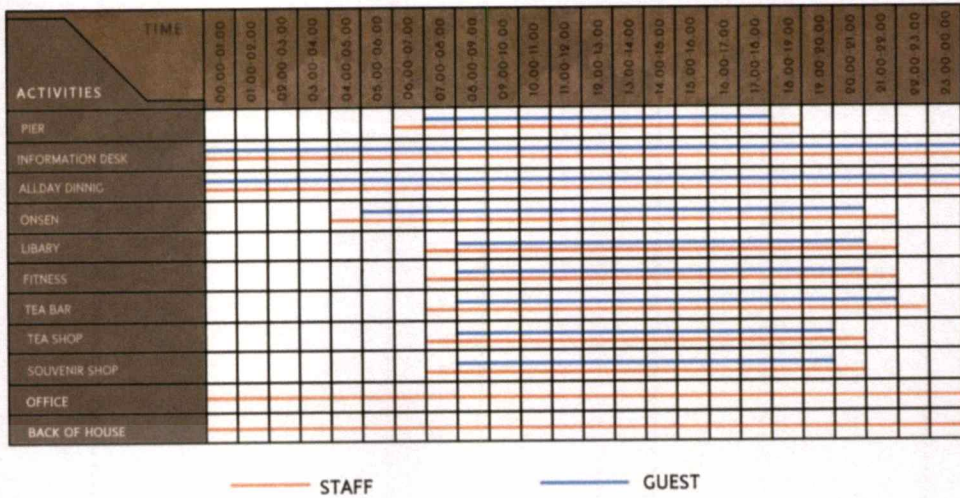 TIME
ACTIVITIES
00.00-01.00
01.00-02.00
02.00-03.00
03.00-04.00
04.00-05.00
05.00-06.00
06.00-07.00
07.00-08.00
08.00-09.00
09.00-10.00
10.00-11.00
11.00-12.00
12.00-13.00
13.00-14.00
14.00-15.00
15.00-16.00
16.00-17.00
17.00-18.00
18.00-19.00
19.00-20.00
20.00-21.00
21.00-22.00
22.00-23.00
23.00-00.00
PIER
INFORMATION DESK
ALLDAY DINNIG
ONSEN
LIBARY
FITNESS
TEA BAR
TEA SHOP
SOUVENIR SHOP
OFFICE
BACK OF HOUSE
STAFF
GUEST